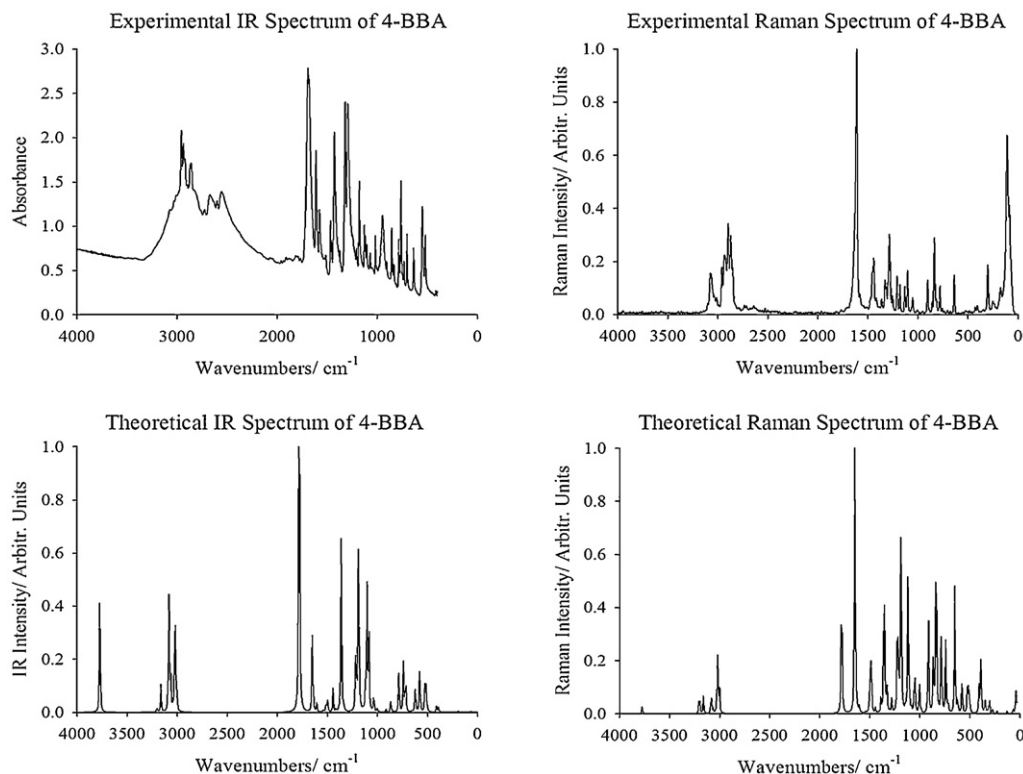 Experimental IR Spectrum of 4-BBA
3.0
2.5
2.0
1.5
1.0
0.5
0.0
Absorbance
4000 3000 2000 1000 0
Wavenumbers/ cm-1
Experimental Raman Spectrum of 4-BBA
1.0
0.8
0.6
0.4
0.2
0.0
Raman Intensity/ Arbitr. Units
4000 3500 3000 2500 2000 1500 1000 500 0
Wavenumbers/ cm-1
Theoretical IR Spectrum of 4-BBA
1.0
0.8
0.6
0.4
0.2
0.0
IR Intensity/ Arbitr. Units
4000 3000 2000 1000 0
Wavenumbers/ cm-1
Theoretical Raman Spectrum of 4-BBA
1.0
0.8
0.6
0.4
0.2
0.0
Raman Intensity/ Arbitr. Units
4000 3500 3000 2500 2000 1500 1000 500 0
Wavenumbers/ cm-1